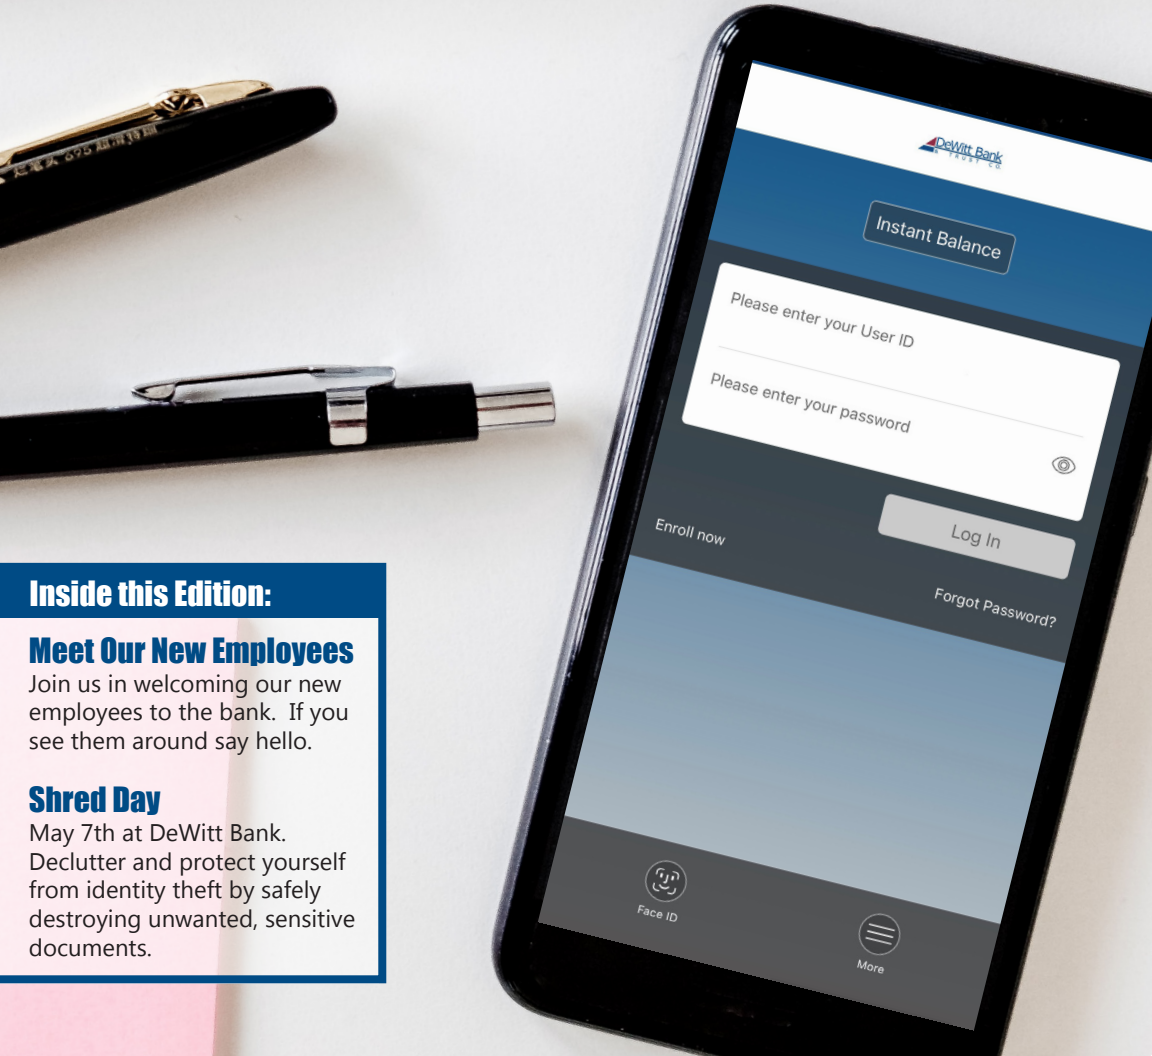 DeWitt Bank
& TRUST CO.
Instant Balance
Please enter your User ID
Please enter your password
Log In
Enroll now
Forgot Password?
Face ID
More
Inside this Edition:
Meet Our New Employees
Join us in welcoming our new
employees to the bank.  If you
see them around say hello.
Shred Day
May 7th at DeWitt Bank.
Declutter and protect yourself
from identity theft by safely
destroying unwanted, sensitive
documents.